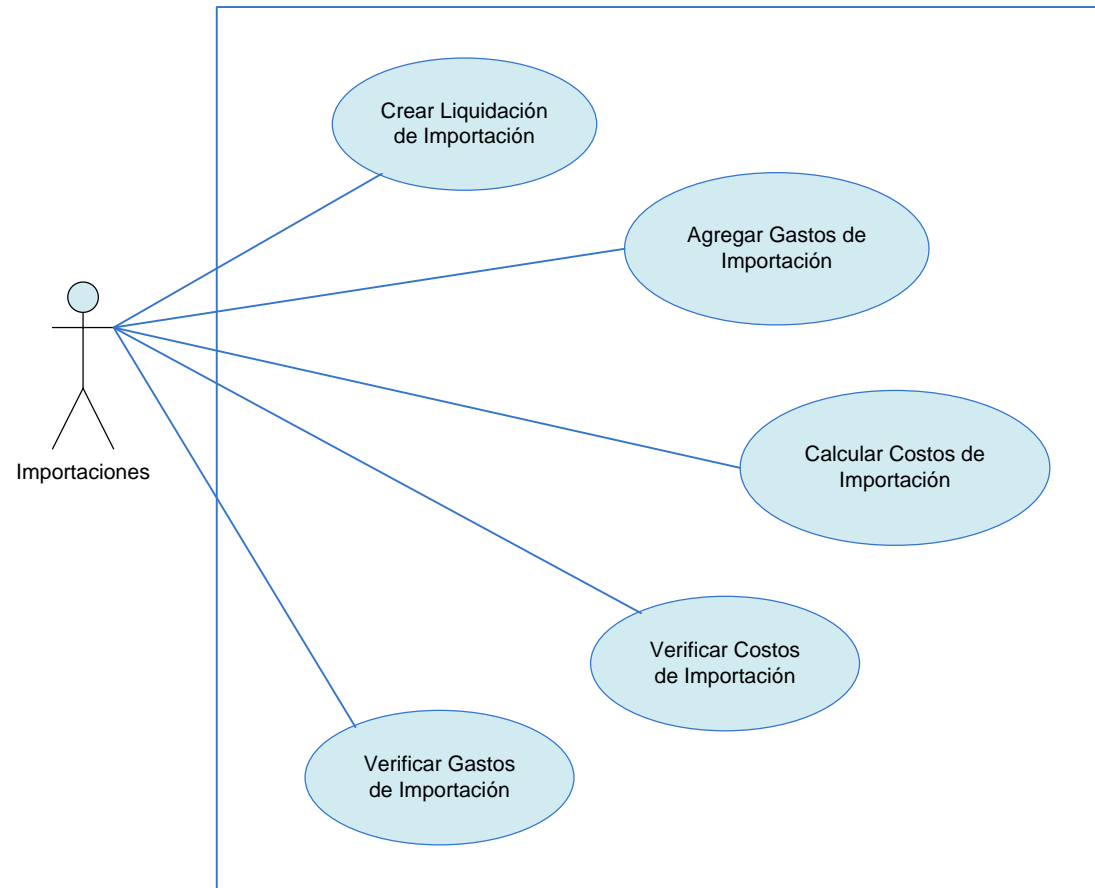 Crear Liquidación
de Importación
Agregar Gastos de
Importación
Importaciones
Calcular Costos de
Importación
Verificar Costos
de Importación
Verificar Gastos
de Importación